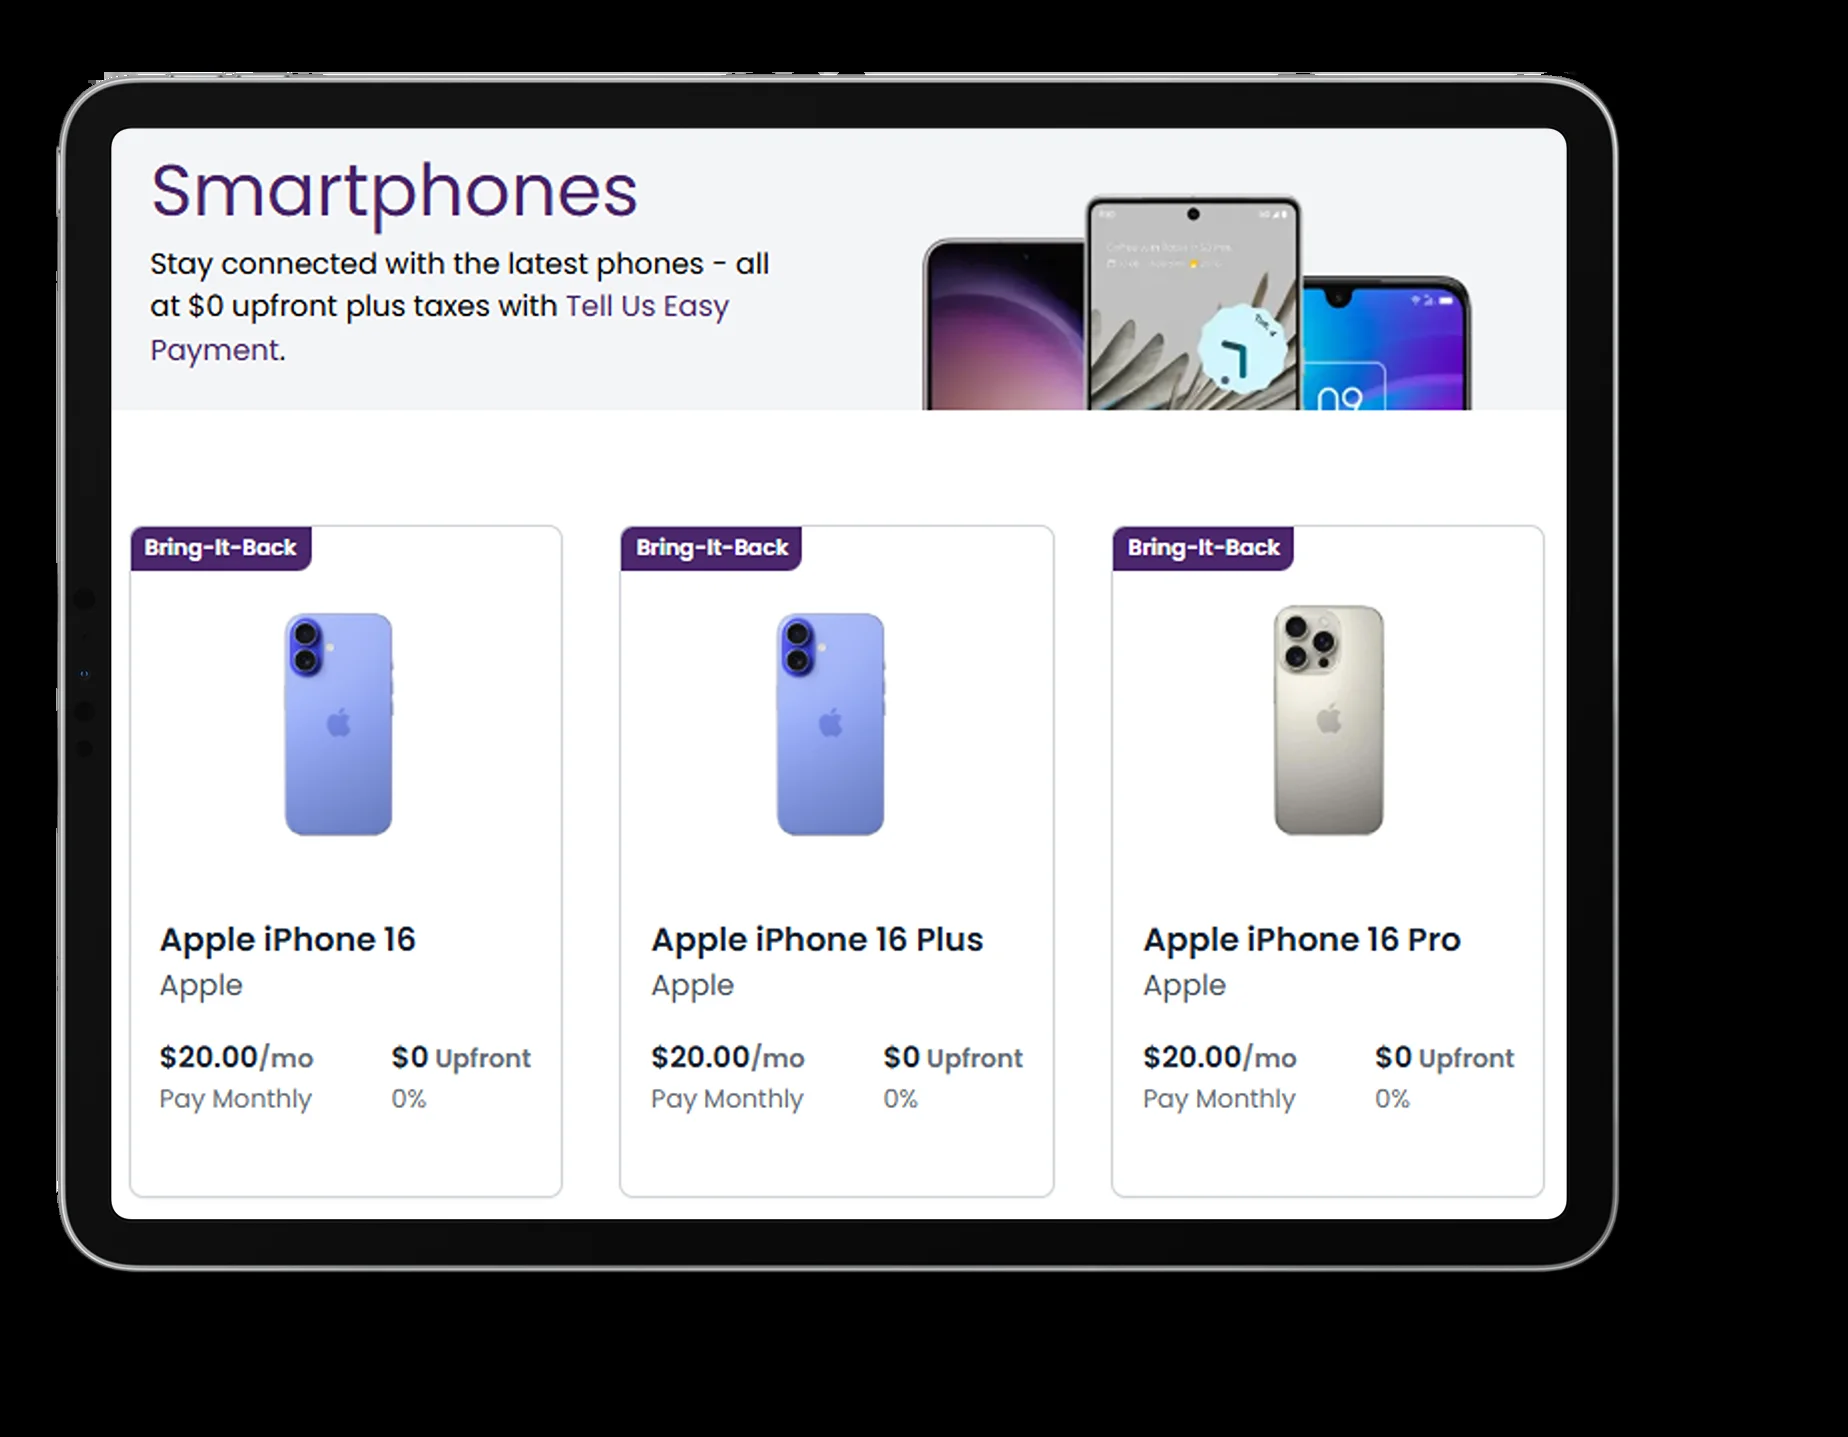 Smartphones
Stay connected with the latest phones - all
at $0 upfront plus taxes with Tell Us Easy
Payment.
09
Bring-It-Back
Bring-It-Back
Bring-It-Back
Apple iPhone 16
Apple
$20.00/mo $0 Upfront
Pay Monthly 0%
Apple iPhone 16 Plus
Apple
$20.00/mo $0 Upfront
Pay Monthly 0%
Apple iPhone 16 Pro
Apple
$20.00/mo $0 Upfront
Pay Monthly 0%